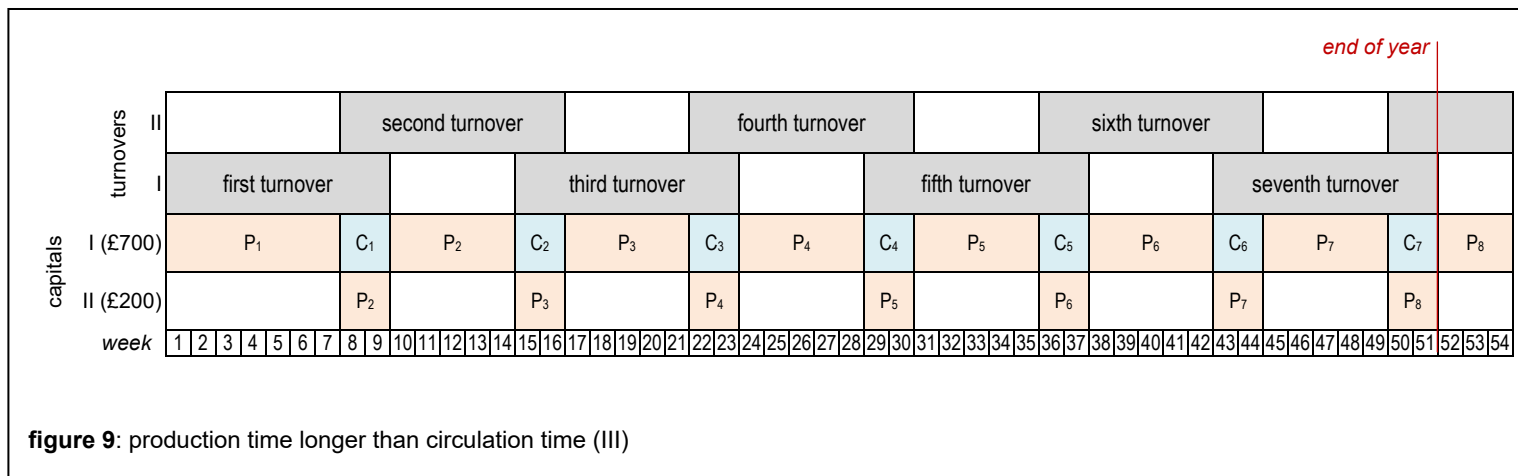 end of year
turnovers
II second turnover fourth turnover sixth turnover
I first turnover third turnover fifth turnover seventh turnover
capitals
I (£700) P₁ C₁ P₂ C₂ P₃ C₃ P₄ C₄ P₅ C₅ P₆ C₆ P₇ C₇ P₈
II (£200) P₂ P₃ P₄ P₅ P₆ P₇ P₈
week 1 2 3 4 5 6 7 8 9 10 11 12 13 14 15 16 17 18 19 20 21 22 23 24 25 26 27 28 29 30 31 32 33 34 35 36 37 38 39 40 41 42 43 44 45 46 47 48 49 50 51 52 53 54
figure 9: production time longer than circulation time (III)